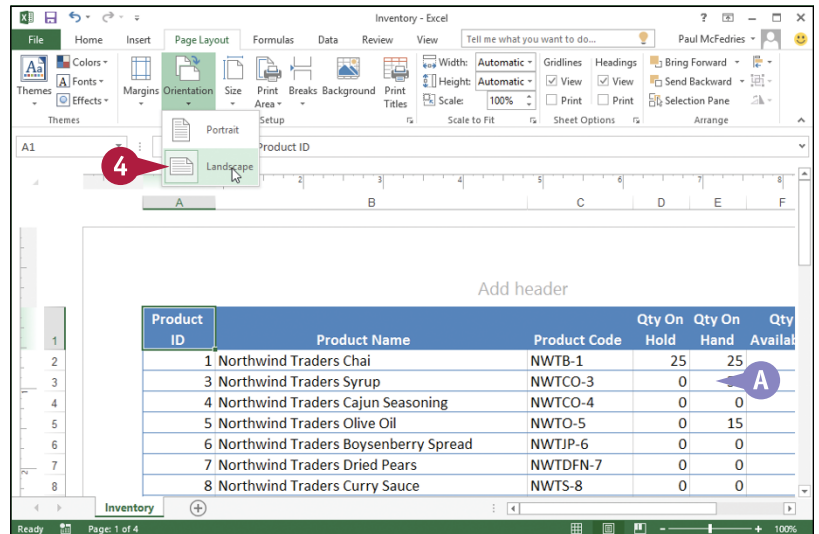 Inventory - Excel
File Home Insert Page Layout Formulas Data Review View Tell me what you want to do... Paul McFedries
Themes Colors Fonts Effects
Margins Orientation Size Print Area Breaks Background Print Titles
Width: Automatic
Height: Automatic
Scale: 100%
Gridlines Headings
View View
Print Print
Bring Forward
Send Backward
Selection Pane
Themes Setup Scale to Fit Sheet Options Arrange
Portrait
Landscape
4
A1 Product ID
2 3 4 5 6 7 8
A B C D E F
Add header
1 Product ID Product Name Product Code Qty On Hold Qty On Hand Qty
2 1 Northwind Traders Chai NWTB-1 25 25
3 3 Northwind Traders Syrup NWTCO-3 0
A
4 4 Northwind Traders Cajun Seasoning NWTCO-4 0 0
5 5 Northwind Traders Olive Oil NWTO-5 0 15
6 6 Northwind Traders Boysenberry Spread NWTJP-6 0 0
7 7 Northwind Traders Dried Pears NWTDFN-7 0 0
8 8 Northwind Traders Curry Sauce NWTS-8 0 0
Inventory
Ready Page: 1 of 4 100%